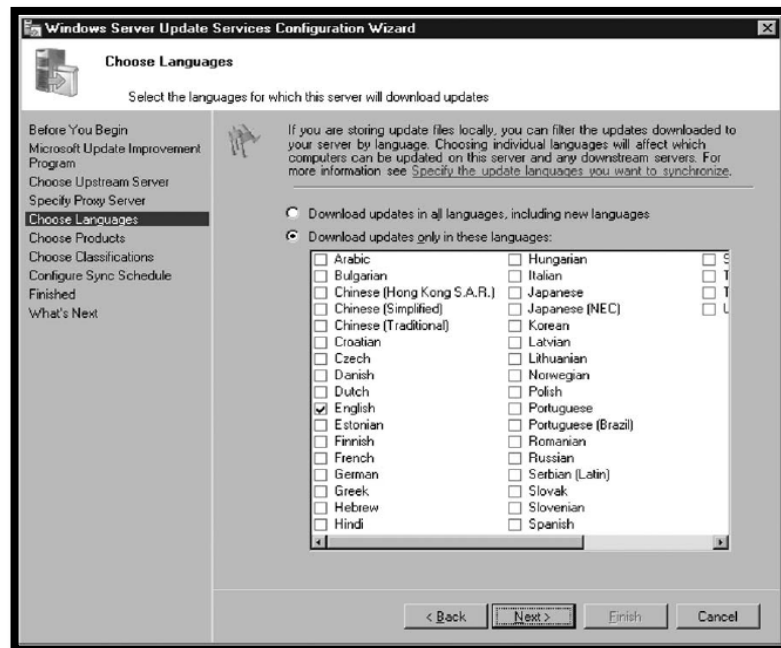 Windows Server Update Services Configuration Wizard
Choose Languages
Select the languages for which this server will download updates
Before You Begin
Microsoft Update Improvement
Program
Choose Upstream Server
Specify Proxy Server
Choose Languages
Choose Products
Choose Classifications
Configure Sync Schedule
Finished
What's Next
If you are storing update files locally, you can filter the updates downloaded to
your server by language. Choosing individual languages will affect which
computers can be updated on this server and any downstream servers. For
more information see Specify the update languages you want to synchronize.
Download updates in all languages, including new languages
Download updates only in these languages:
Arabic
Bulgarian
Chinese (Hong Kong S.A.R.)
Chinese (Simplified)
Chinese (Traditional)
Croatian
Czech
Danish
Dutch
English
Estonian
Finnish
French
German
Greek
Hebrew
Hindi
Hungarian
Italian
Japanese
Japanese (NEC)
Korean
Latvian
Lithuanian
Norwegian
Polish
Portuguese
Portuguese (Brazil)
Romanian
Russian
Serbian (Latin)
Slovak
Slovenian
Spanish
< Back
Next >
Finish
Cancel